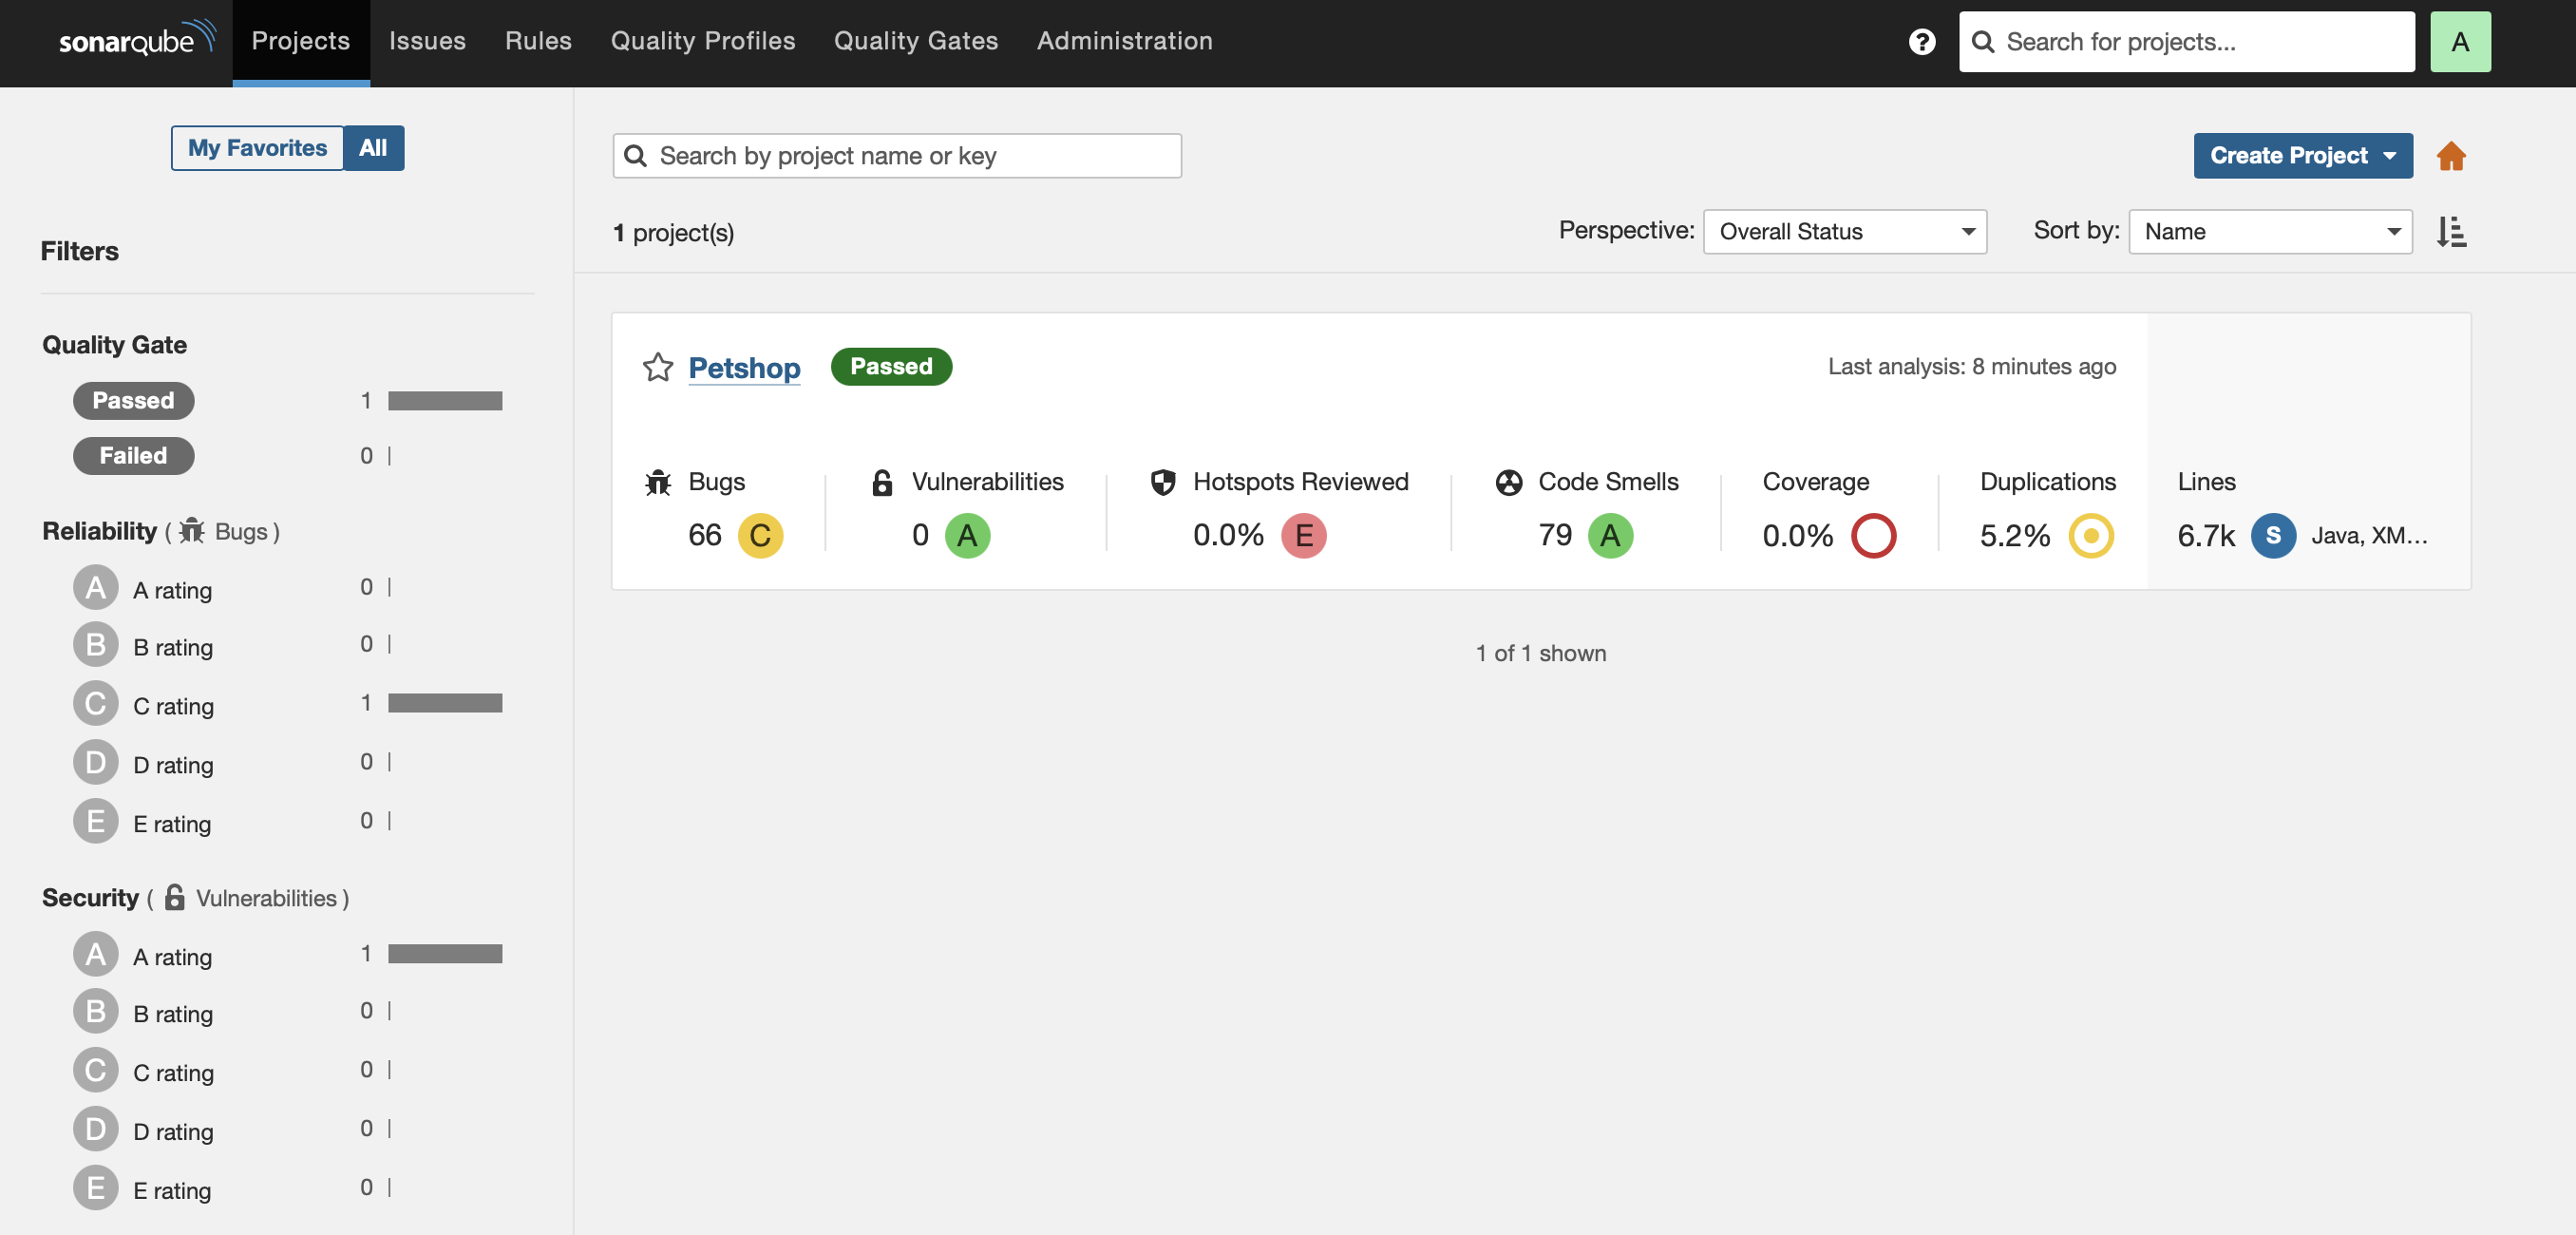 sonarqube Projects Issues Rules Quality Profiles Quality Gates Administration ? Search for projects... A
My Favorites All
Search by project name or key
Create Project
1 project(s)
Perspective: Overall Status
Sort by: Name
Filters
Quality Gate
Passed 1
Failed 0
Reliability ( Bugs )
A A rating 0
B B rating 0
C C rating 1
D D rating 0
E E rating 0
Security ( Vulnerabilities )
A A rating 1
B B rating 0
C C rating 0
D D rating 0
E E rating 0
Petshop Passed Last analysis: 8 minutes ago
Bugs Vulnerabilities Hotspots Reviewed Code Smells Coverage Duplications Lines
66 C 0 A 0.0% E 79 A 0.0% 5.2% 6.7k S Java, XM...
1 of 1 shown